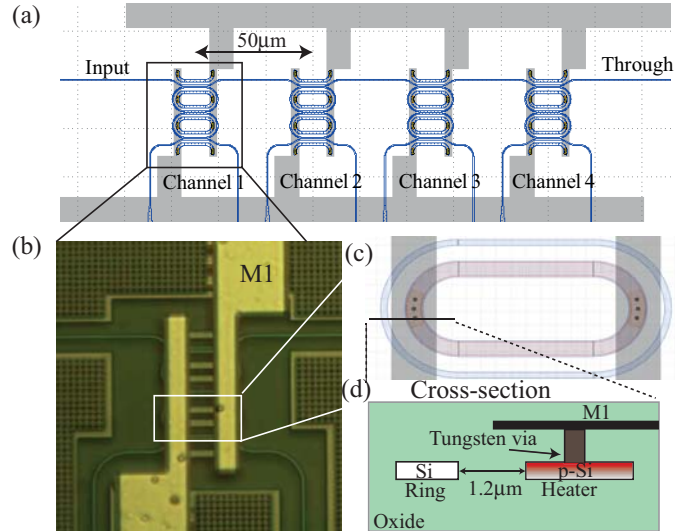 (a)
50µm
Input
Through
Channel 1
Channel 2
Channel 3
Channel 4
(b)
M1
(c)
Cross-section
(d)
M1
Tungsten via
Si
p-Si
Ring
1.2µm
Heater
Oxide